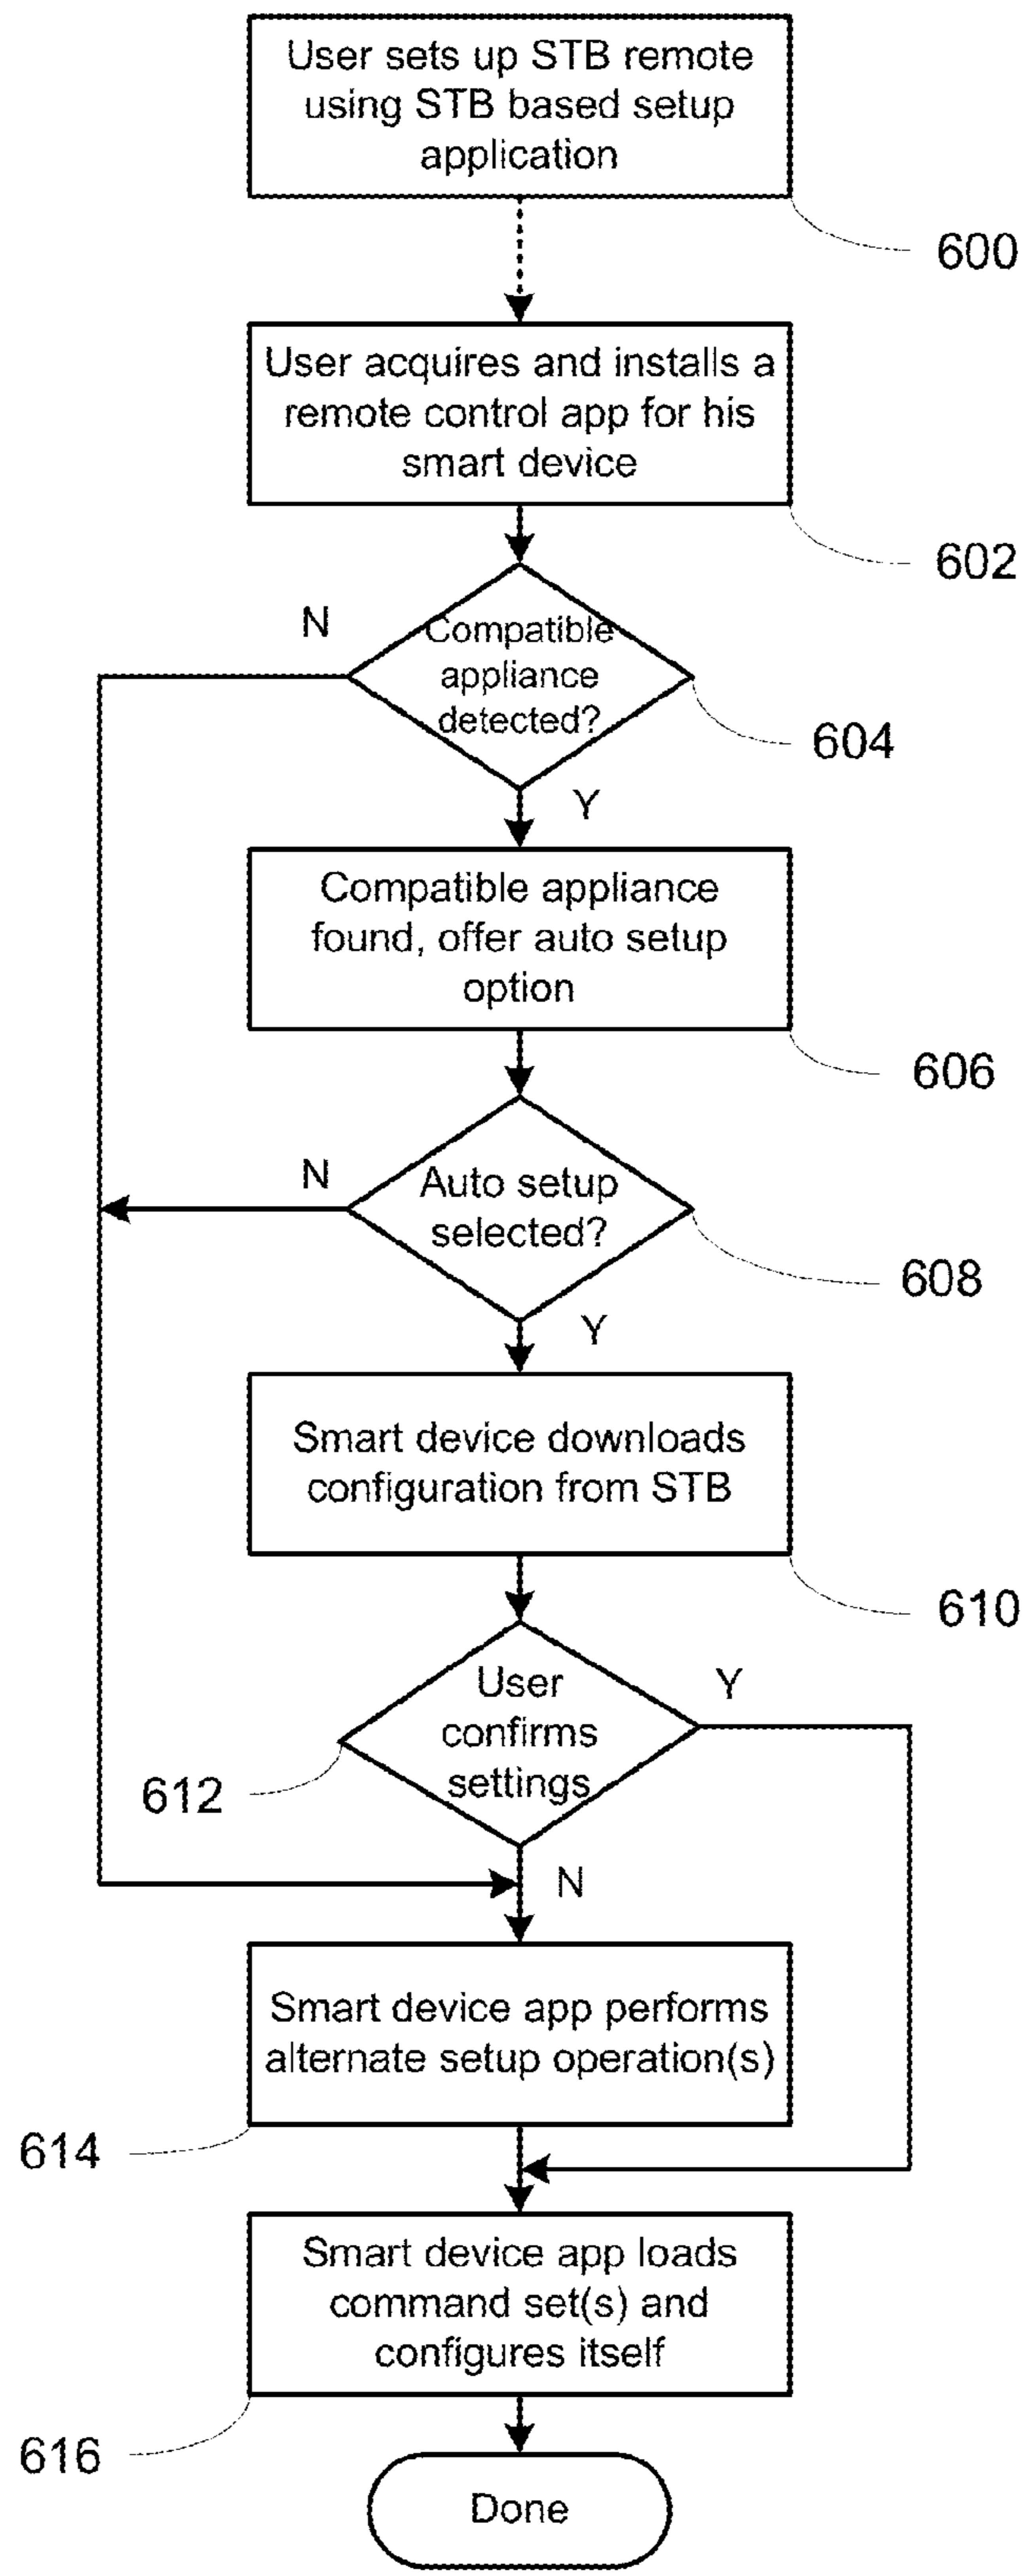 User sets up STB remote
using STB based setup
application
600
User acquires and installs a
remote control app for his
smart device
602
N
Compatible
appliance
detected?
604
Y
Compatible appliance
found, offer auto setup
option
606
N
Auto setup
selected?
608
Y
Smart device downloads
configuration from STB
610
User
confirms
settings
Y
612
N
Smart device app performs
alternate setup operation(s)
614
Smart device app loads
command set(s) and
configures itself
616
Done